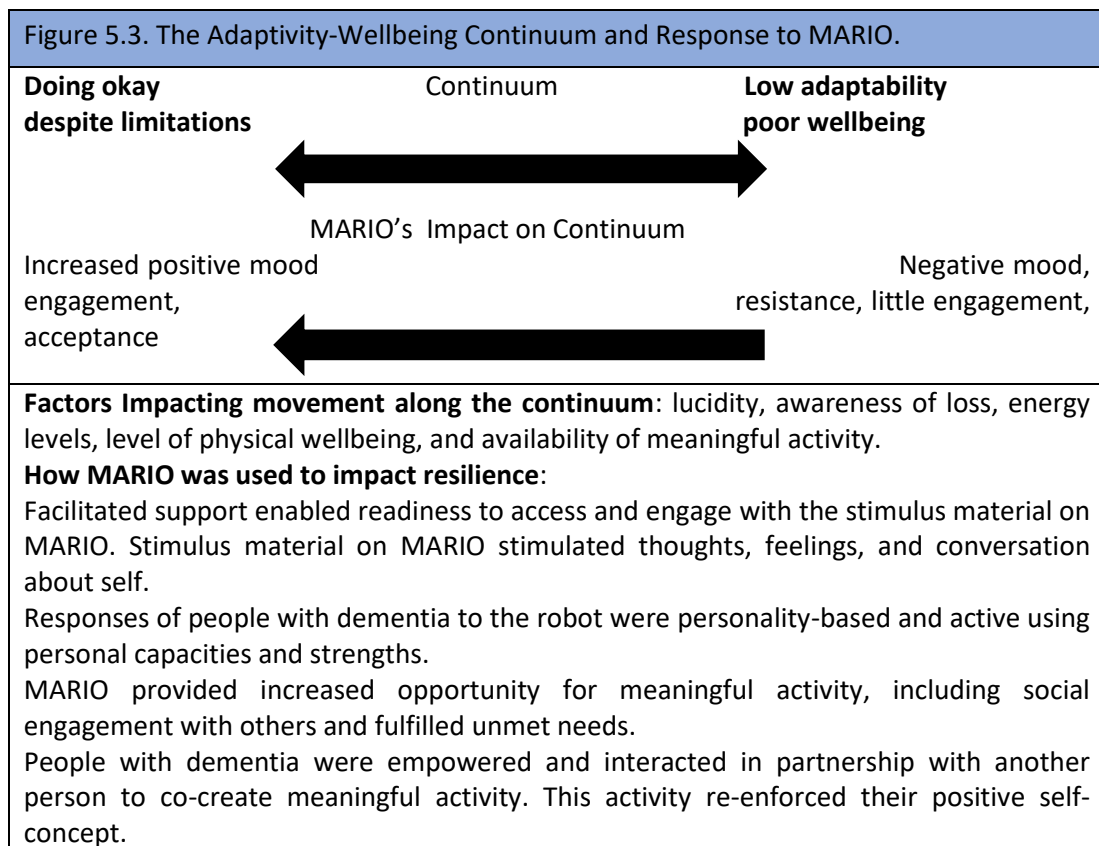 Figure 5.3. The Adaptivity-Wellbeing Continuum and Response to MARIO.
Doing okay Continuum Low adaptability
despite limitations poor wellbeing
MARIO's Impact on Continuum
Increased positive mood Negative mood,
engagement, resistance, little engagement,
acceptance
Factors Impacting movement along the continuum: lucidity, awareness of loss, energy
levels, level of physical wellbeing, and availability of meaningful activity.
How MARIO was used to impact resilience:
Facilitated support enabled readiness to access and engage with the stimulus material on
MARIO. Stimulus material on MARIO stimulated thoughts, feelings, and conversation
about self.
Responses of people with dementia to the robot were personality-based and active using
personal capacities and strengths.
MARIO provided increased opportunity for meaningful activity, including social
engagement with others and fulfilled unmet needs.
People with dementia were empowered and interacted in partnership with another
person to co-create meaningful activity. This activity re-enforced their positive self-
concept.